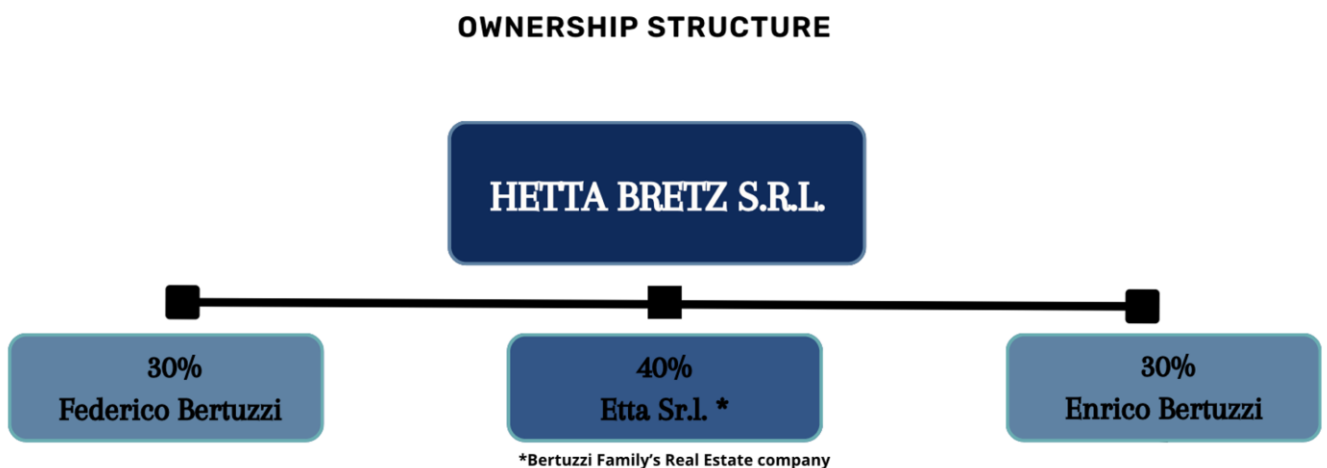 OWNERSHIP STRUCTURE
HETTA BRETZ S.R.L.
30%
Federico Bertuzzi
40%
Etta Sr.l. *
30%
Enrico Bertuzzi
*Bertuzzi Family's Real Estate company